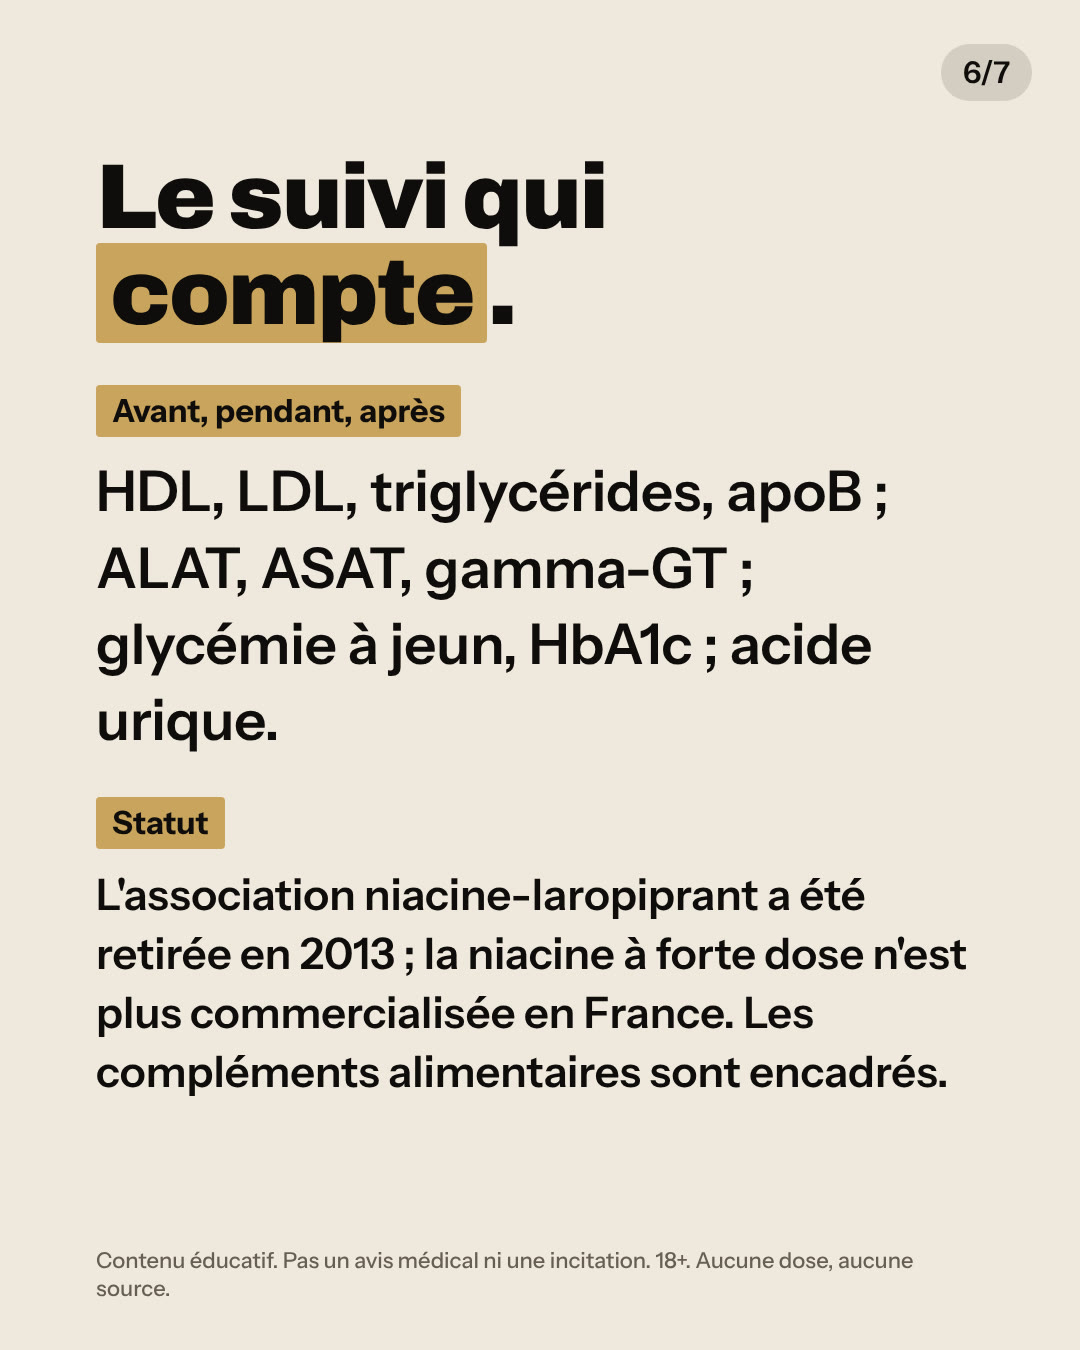 6/7
Le suivi qui
compte.
Avant, pendant, après
HDL, LDL, triglycérides, apoB ;
ALAT, ASAT, gamma-GT ;
glycémie à jeun, HbA1c ; acide
urique.
Statut
L'association niacine-laropiprant a été
retirée en 2013 ; la niacine à forte dose n'est
plus commercialisée en France. Les
compléments alimentaires sont encadrés.
Contenu éducatif. Pas un avis médical ni une incitation. 18+. Aucune dose, aucune
source.